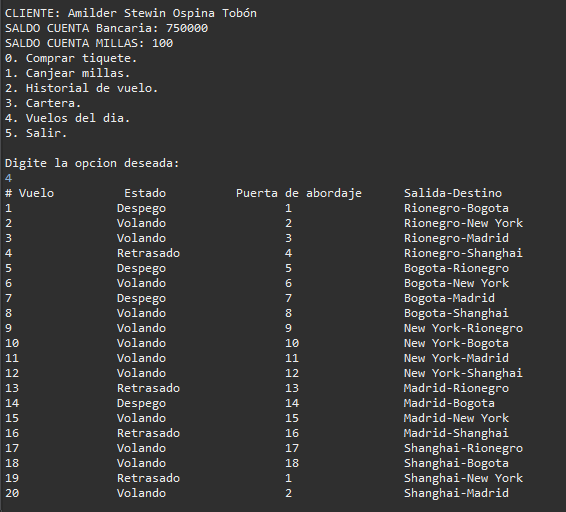 CLIENTE: Amilder Stewin Ospina Tobón
SALDO CUENTA Bancaria: 750000
SALDO CUENTA MILLAS: 100
0. Comprar tiquete.
1. Canjear millas.
2. Historial de vuelo.
3. Cartera.
4. Vuelos del dia.
5. Salir.
Digite la opcion deseada:
4
# Vuelo Estado Puerta de abordaje Salida-Destino
1 Despego 1 Rionegro-Bogota
2 Volando 2 Rionegro-New York
3 Volando 3 Rionegro-Madrid
4 Retrasado 4 Rionegro-Shanghai
5 Despego 5 Bogota-Rionegro
6 Volando 6 Bogota-New York
7 Despego 7 Bogota-Madrid
8 Volando 8 Bogota-Shanghai
9 Volando 9 New York-Rionegro
10 Volando 10 New York-Bogota
11 Volando 11 New York-Madrid
12 Volando 12 New York-Shanghai
13 Retrasado 13 Madrid-Rionegro
14 Despego 14 Madrid-Bogota
15 Volando 15 Madrid-New York
16 Retrasado 16 Madrid-Shanghai
17 Volando 17 Shanghai-Rionegro
18 Volando 18 Shanghai-Bogota
19 Retrasado 1 Shanghai-New York
20 Volando 2 Shanghai-Madrid